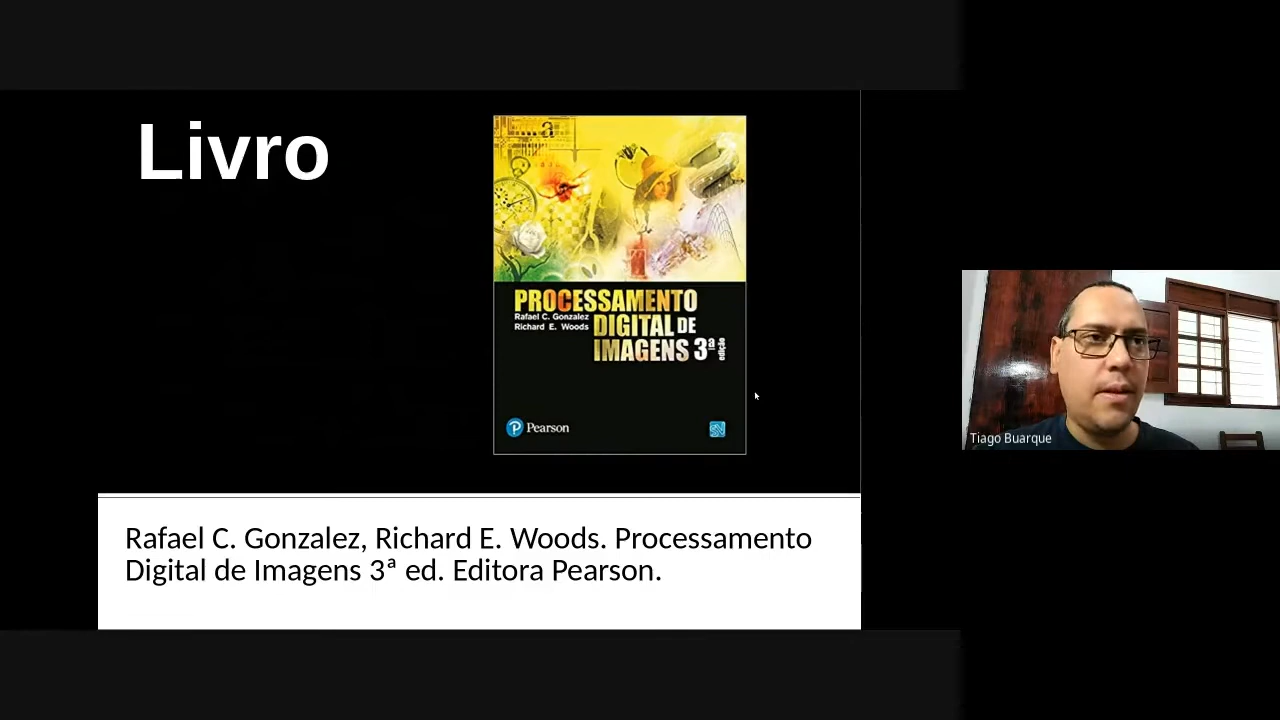 Livro
a
PROCESSAMENTO
Rafael C. Gonzalez
Richard E. Woods
DIGITAL DE
IMAGENS 3ª
edição
Pearson
Rafael C. Gonzalez, Richard E. Woods. Processamento
Digital de Imagens 3ª ed. Editora Pearson.
Tiago Buarque